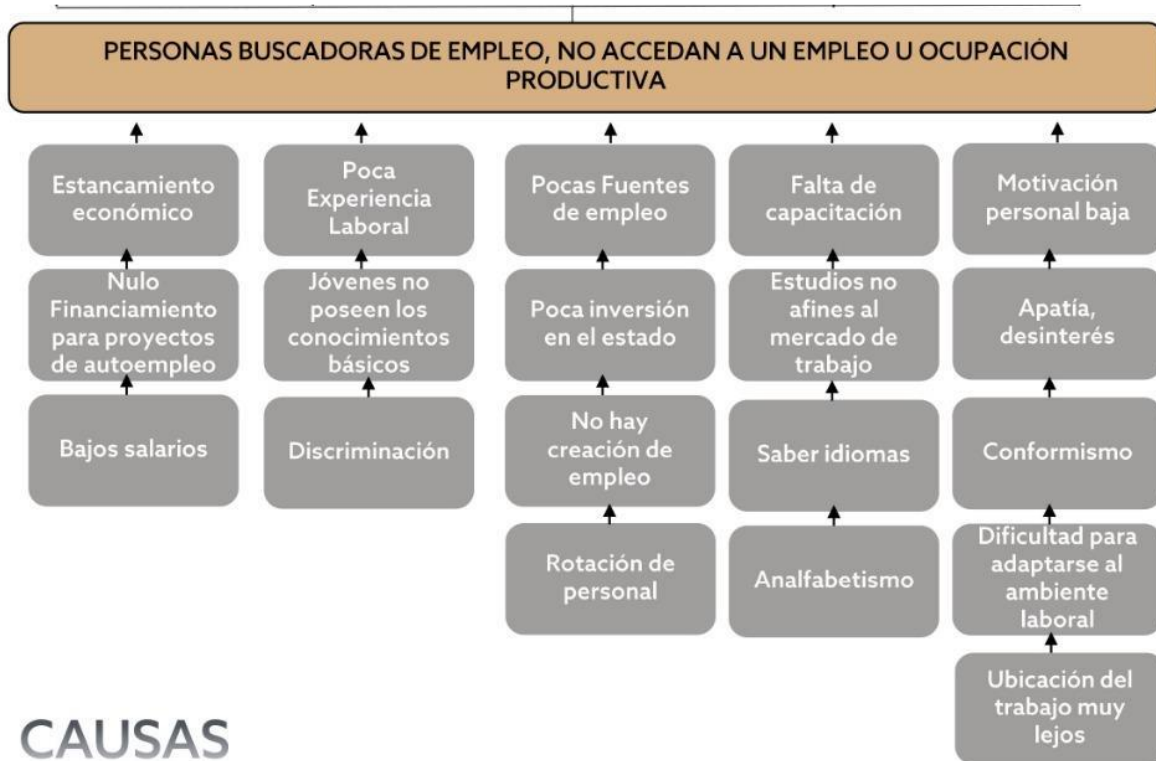 PERSONAS BUSCADORAS DE EMPLEO, NO ACCEDAN A UN EMPLEO U OCUPACIÓN
PRODUCTIVA
Estancamiento
económico
Nulo
Financiamiento
para proyectos
de autoempleo
Bajos salarios
Poca
Experiencia
Laboral
Jóvenes no
poseen los
conocimientos
básicos
Discriminación
Pocas Fuentes
de empleo
Poca inversión
en el estado
No hay
creación de
empleo
Rotación de
personal
Falta de
capacitación
Estudios no
afines al
mercado de
trabajo
Saber idiomas
Analfabetismo
Motivación
personal baja
Apatía,
desinterés
Conformismo
Dificultad para
adaptarse al
ambiente
laboral
Ubicación del
trabajo muy
lejos
CAUSAS